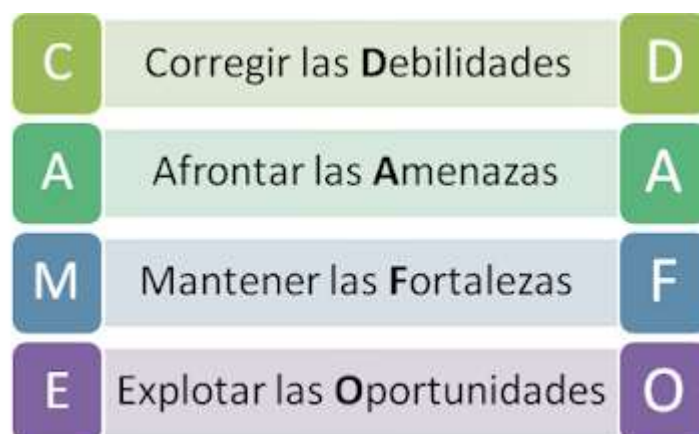 C Corregir las Debilidades D
A Afrontar las Amenazas A
M Mantener las Fortalezas F
E Explotar las Oportunidades O